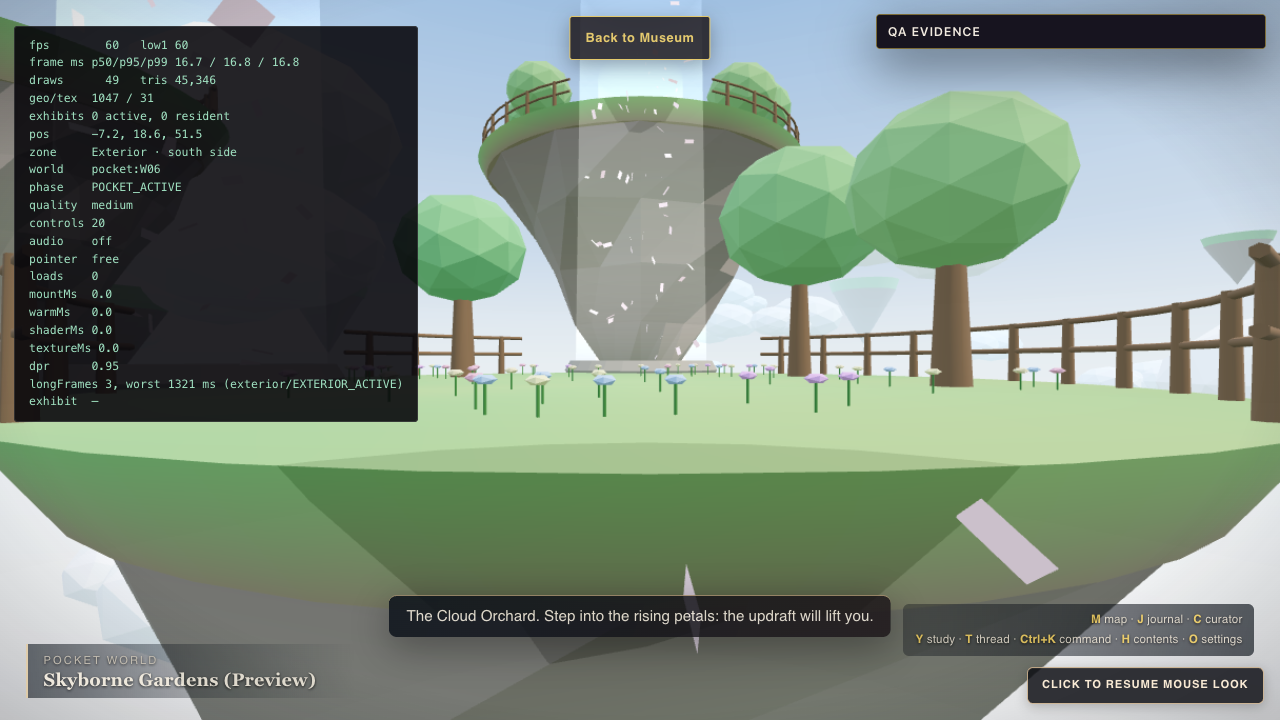 fps 60 low1 60
frame ms p50/p95/p99 16.7 / 16.8 / 16.8
draws 49 tris 45,346
geo/tex 1047 / 31
exhibits 0 active, 0 resident
pos −7.2, 18.6, 51.5
zone Exterior · south side
world pocket:W06
phase POCKET_ACTIVE
quality medium
controls 20
audio off
pointer free
loads 0
mountMs 0.0
warmMs 0.0
shaderMs 0.0
textureMs 0.0
dpr 0.95
longFrames 3, worst 1321 ms (exterior/EXTERIOR_ACTIVE)
exhibit —
Back to Museum
QA EVIDENCE
The Cloud Orchard. Step into the rising petals: the updraft will lift you.
M map · J journal · C curator
Y study · T thread · Ctrl+K command · H contents · O settings
POCKET WORLD
Skyborne Gardens (Preview)
CLICK TO RESUME MOUSE LOOK